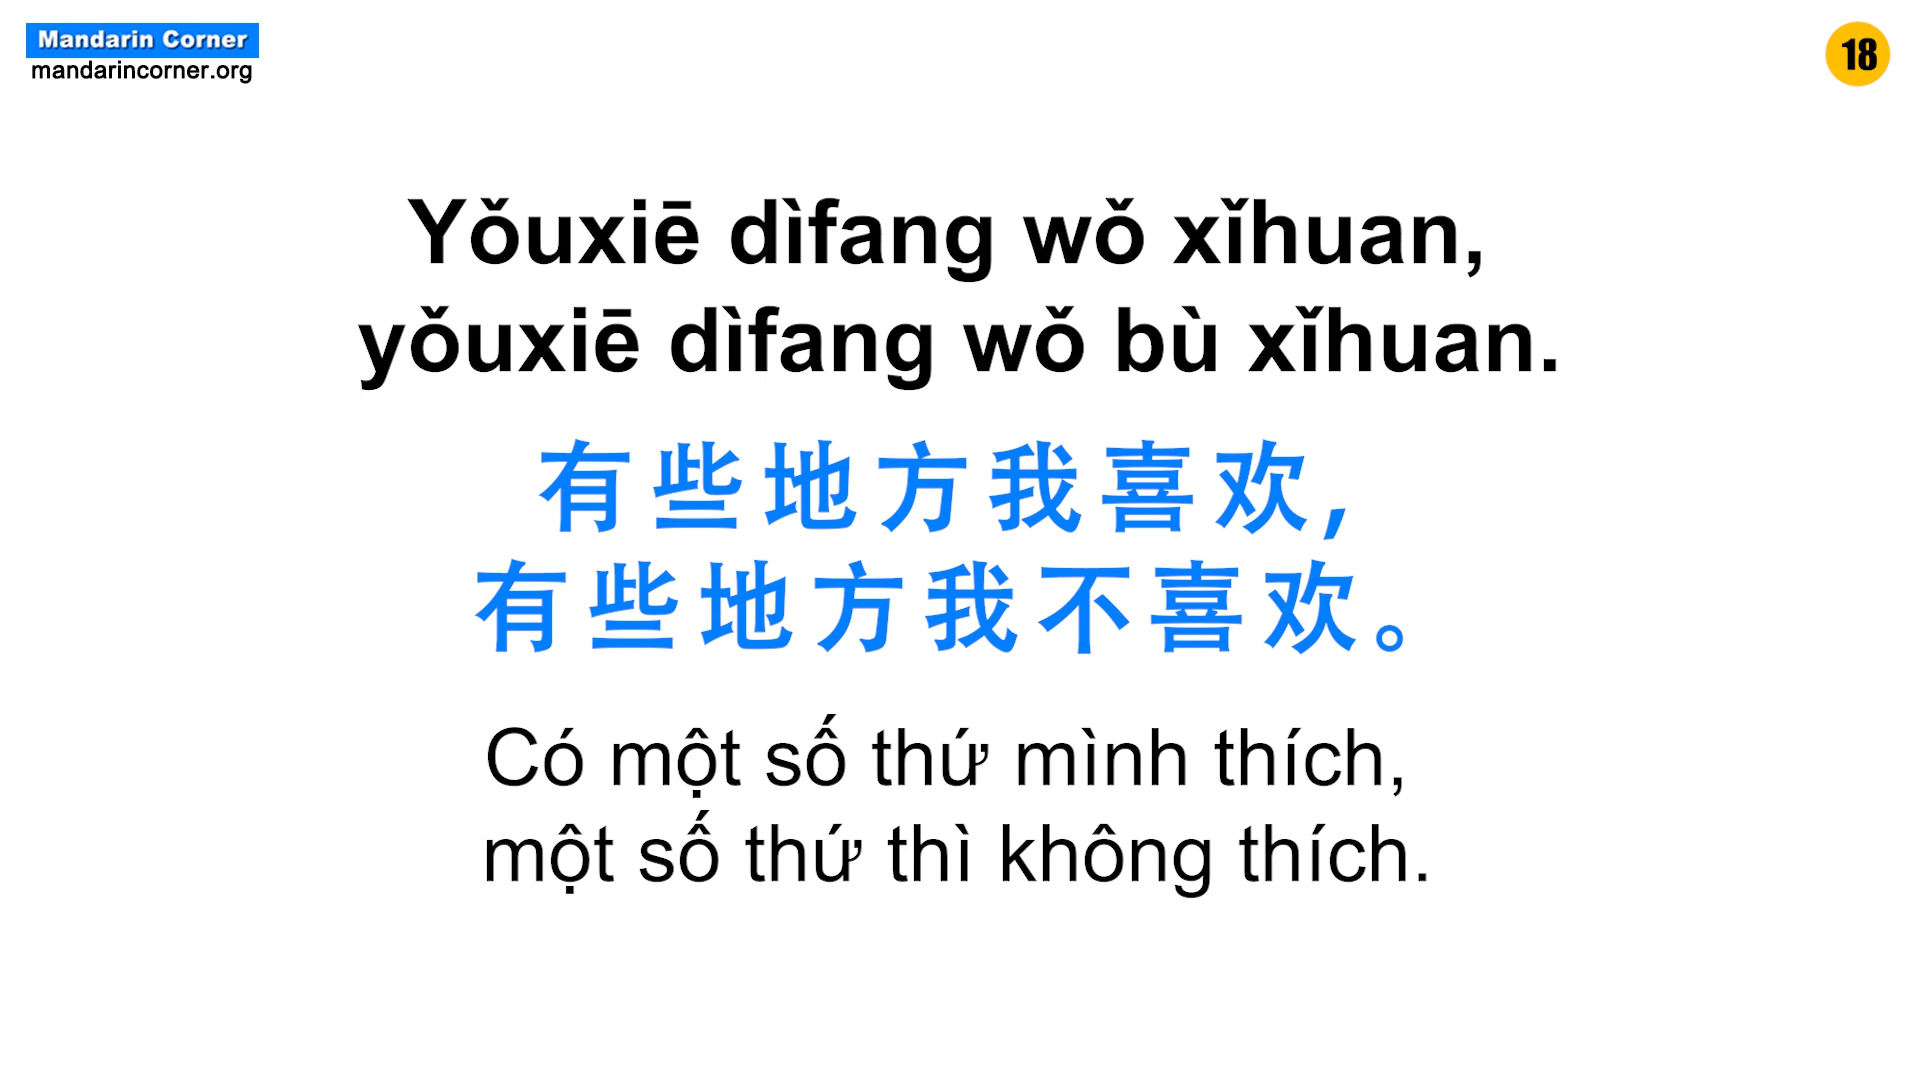 Mandarin Corner
mandarincorner.org
18
Yǒuxiē dìfang wǒ xǐhuan,
yǒuxiē dìfang wǒ bù xǐhuan.
有些地方我喜欢,
有些地方我不喜欢。
Có một số thứ mình thích,
một số thứ thì không thích.